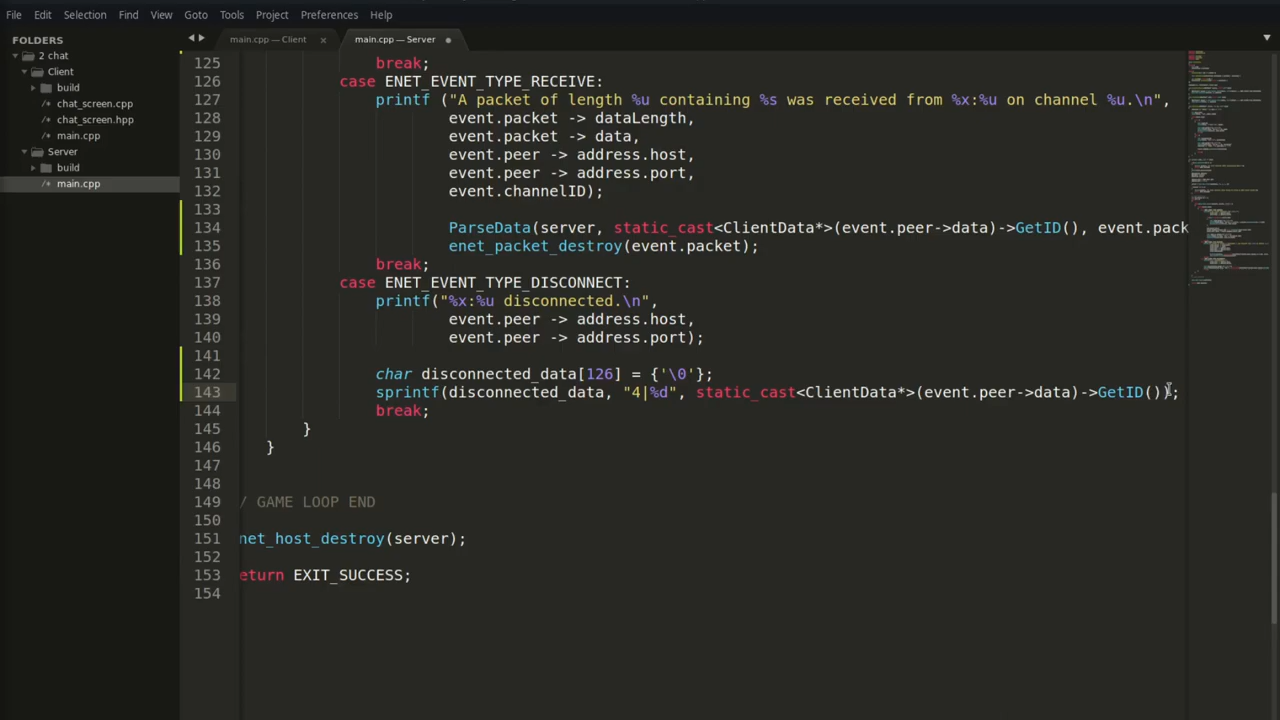 File Edit Selection Find View Goto Tools Project Preferences Help
FOLDERS
2 chat
Client
build
chat_screen.cpp
chat_screen.hpp
main.cpp
Server
build
main.cpp
main.cpp — Client
main.cpp — Server
125 break;
126 case ENET_EVENT_TYPE_RECEIVE:
127 printf ("A packet of length %u containing %s was received from %x:%u on channel %u.\n",
128 event.packet -> dataLength,
129 event.packet -> data,
130 event.peer -> address.host,
131 event.peer -> address.port,
132 event.channelID);
133
134 ParseData(server, static_cast<ClientData*>(event.peer->data)->GetID(), event.pack
135 enet_packet_destroy(event.packet);
136 break;
137 case ENET_EVENT_TYPE_DISCONNECT:
138 printf("%x:%u disconnected.\n",
139 event.peer -> address.host,
140 event.peer -> address.port);
141
142 char disconnected_data[126] = {'\0'};
143 sprintf(disconnected_data, "4|%d", static_cast<ClientData*>(event.peer->data)->GetID());
144 break;
145 }
146 }
147
148
149 / GAME LOOP END
150
151 net_host_destroy(server);
152
153 eturn EXIT_SUCCESS;
154